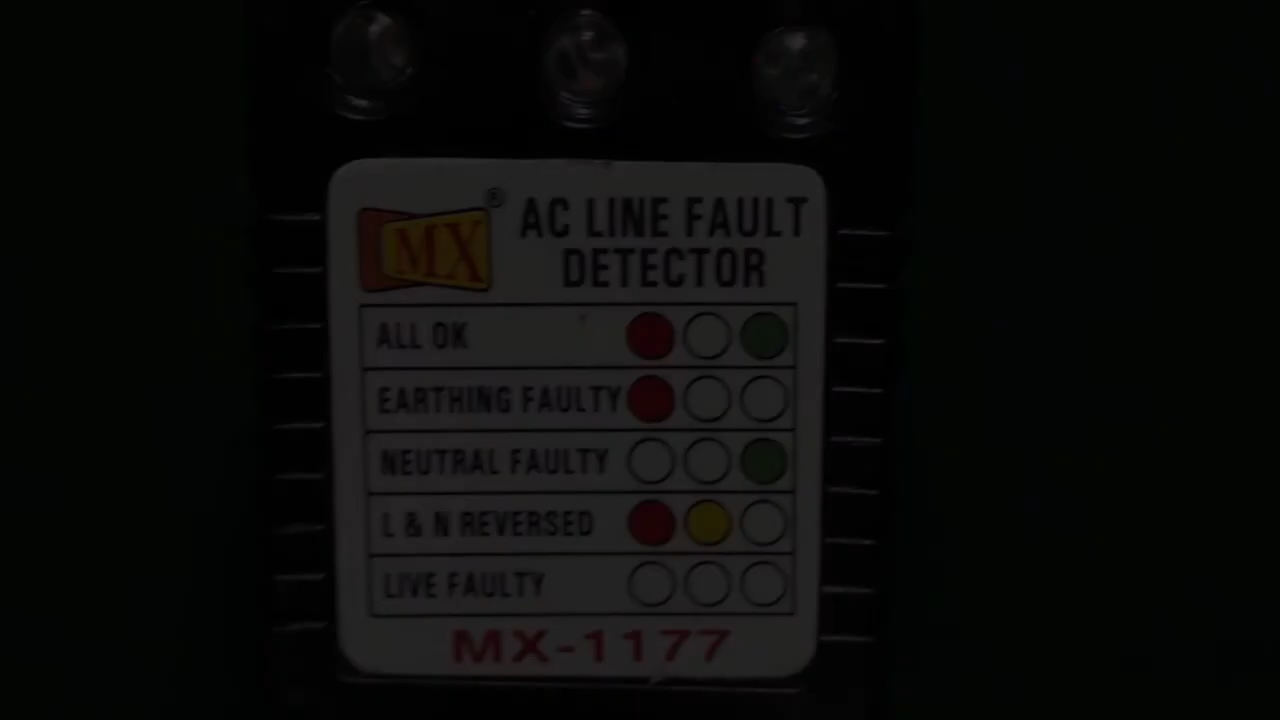 MX®
AC LINE FAULT
DETECTOR
ALL OK
EARTHING FAULTY
NEUTRAL FAULTY
L & N REVERSED
LIVE FAULTY
MX-1177